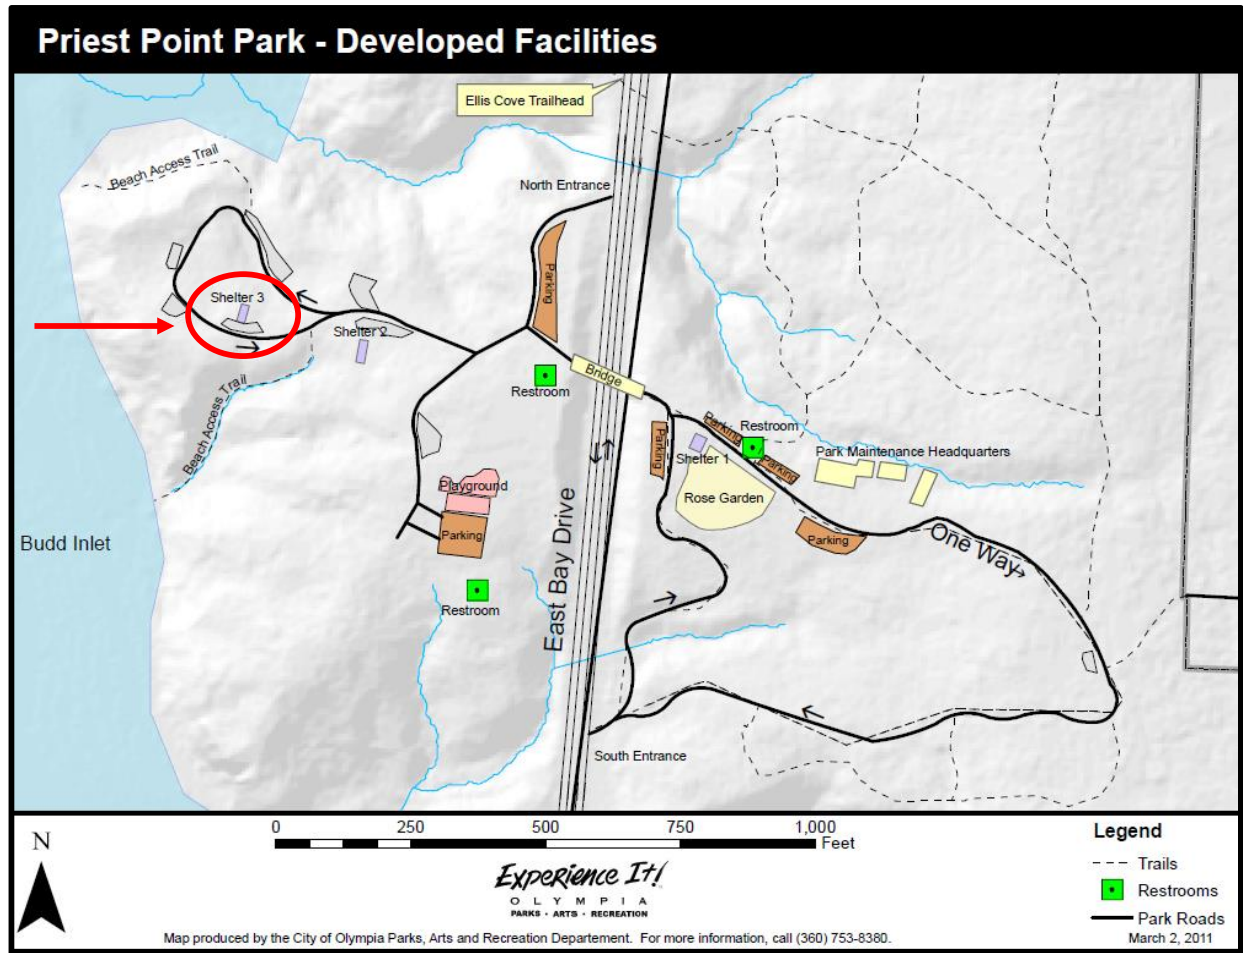 Priest Point Park - Developed Facilities
Ellis Cove Trailhead
Beach Access Trail
North Entrance
Parking
Shelter 3
Shelter 2
Bridge
Restroom
Beach Access Trail
Parking
Restroom
Parking
Shelter 1
Parking
Park Maintenance Headquarters
Playground
Rose Garden
Parking
Parking
One Way
Budd Inlet
East Bay Drive
Restroom
South Entrance
N
0 250 500 750 1,000
Feet
Experience It!
OLYMPIA
PARKS • ARTS • RECREATION
Map produced by the City of Olympia Parks, Arts and Recreation Departement. For more information, call (360) 753-8380.
Legend
Trails
Restrooms
Park Roads
March 2, 2011